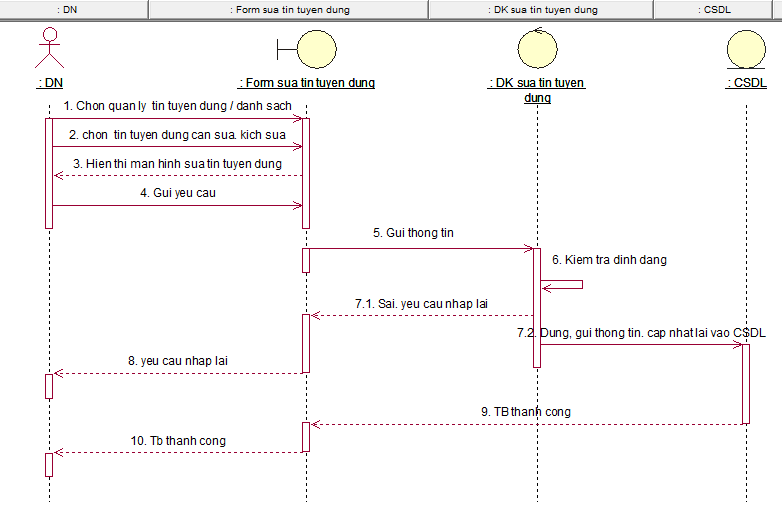 : DN
: Form sua tin tuyen dung
: DK sua tin tuyen dung
: CSDL
: DN
: Form sua tin tuyen dung
: DK sua tin tuyen
dung
: CSDL
1. Chon quan ly tin tuyen dung / danh sach
2. chon tin tuyen dung can sua. kich sua
3. Hien thi man hinh sua tin tuyen dung
4. Gui yeu cau
5. Gui thong tin
6. Kiem tra dinh dang
7.1. Sai. yeu cau nhap lai
7.2. Dung, gui thong tin. cap nhat lai vao CSDL
8. yeu cau nhap lai
9. TB thanh cong
10. Tb thanh cong